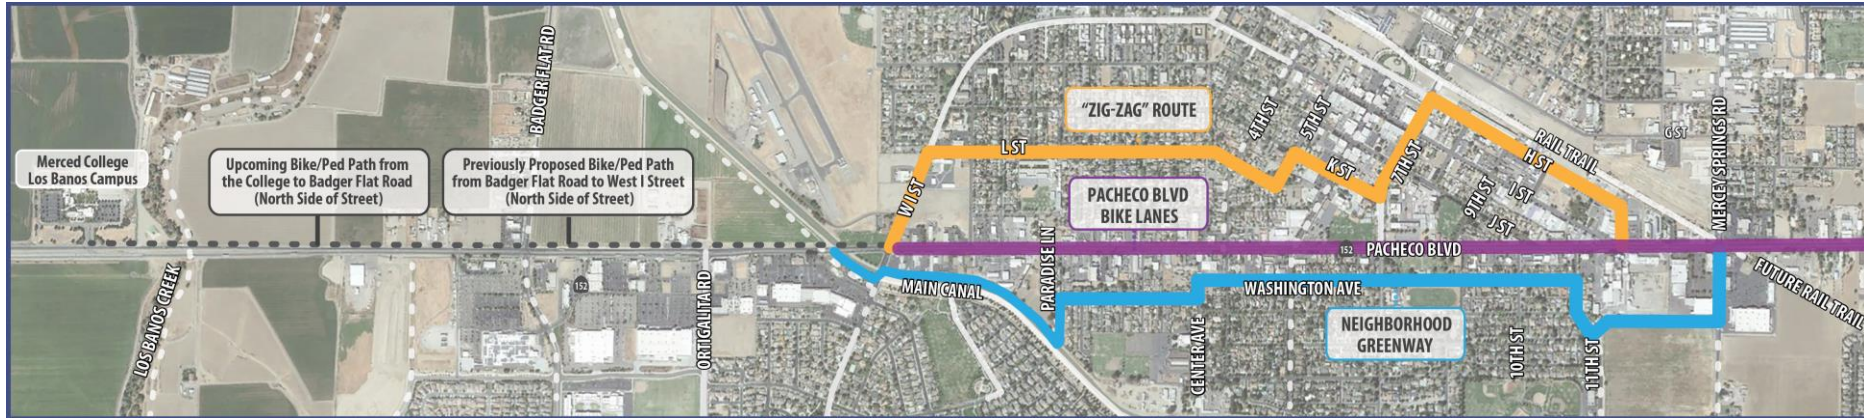 Merced College
Los Banos Campus
Upcoming Bike/Ped Path from
the College to Badger Flat Road
(North Side of Street)
Previously Proposed Bike/Ped Path
from Badger Flat Road to West I Street
(North Side of Street)
LOS BANOS CREEK
BADGER FLAT RD
152
ORTIGALITA RD
W I ST
L ST
"ZIG-ZAG" ROUTE
4TH ST
5TH ST
K ST
7TH ST
RAIL TRAIL
H ST
G ST
I ST
9TH ST
J ST
MERCEY SPRINGS RD
PACHECO BLVD
BIKE LANES
152
PACHECO BLVD
MAIN CANAL
PARADISE LN
CENTER AVE
WASHINGTON AVE
NEIGHBORHOOD
GREENWAY
10TH ST
11TH ST
FUTURE RAIL TRAIL